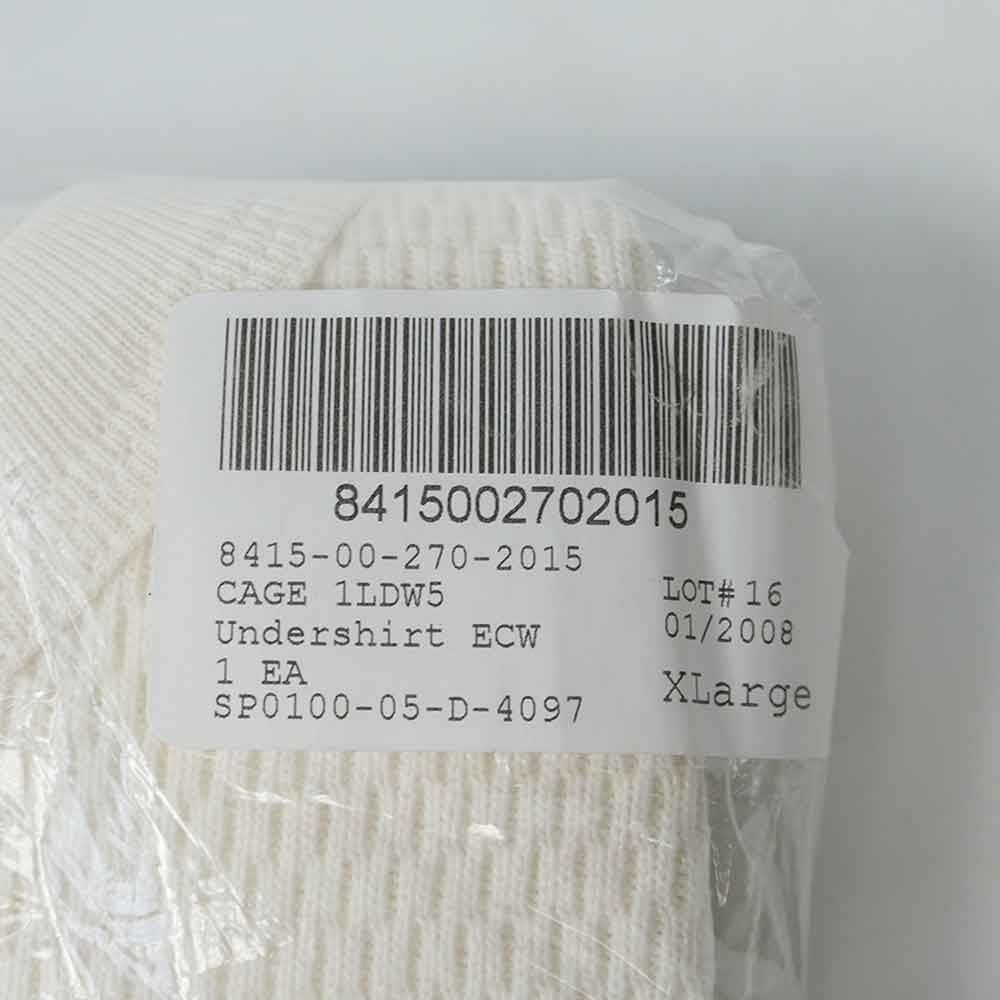 8415002702015
8415-00-270-2015
CAGE 1LDW5
LOT# 16
Undershirt ECW
01/2008
1 EA
XLarge
SP0100-05-D-4097